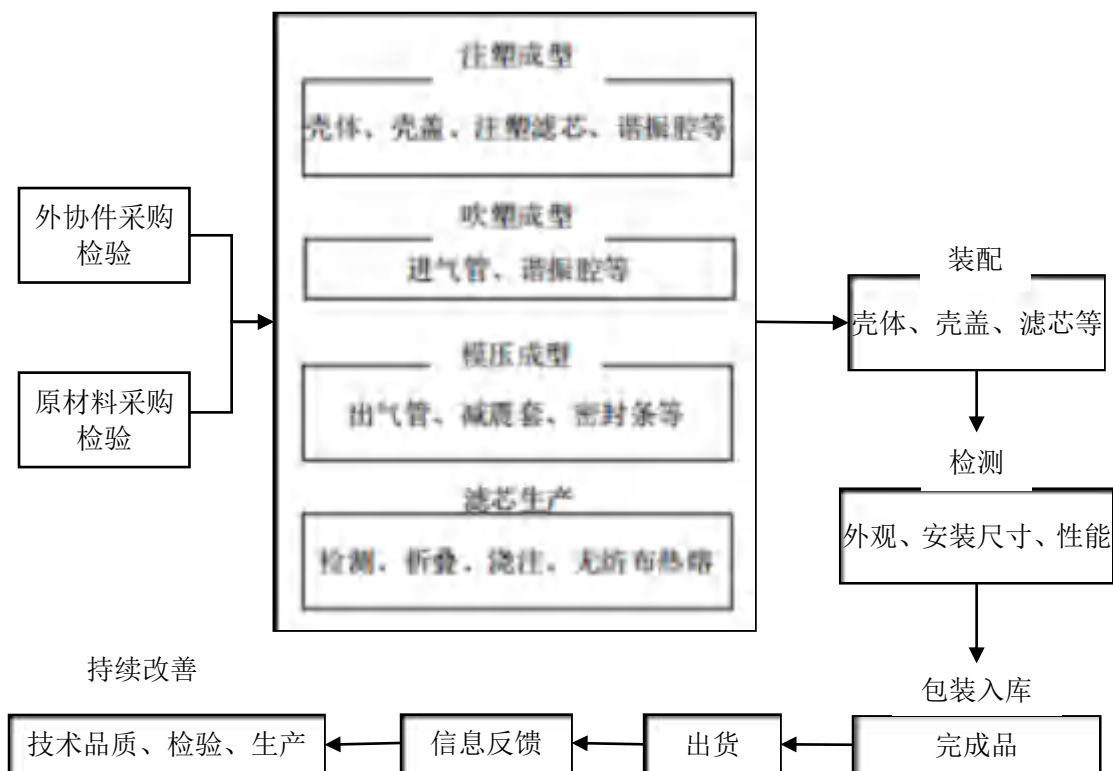 注塑成型
壳体、壳盖、注塑滤芯、谐振腔等
吹塑成型
进气管、谐振腔等
模压成型
出气管、减震套、密封条等
滤芯生产
检测、折叠、浇注、无纺布热熔
外协件采购
检验
原材料采购
检验
装配
壳体、壳盖、滤芯等
检测
外观、安装尺寸、性能
包装入库
完成品
出货
信息反馈
持续改善
技术品质、检验、生产